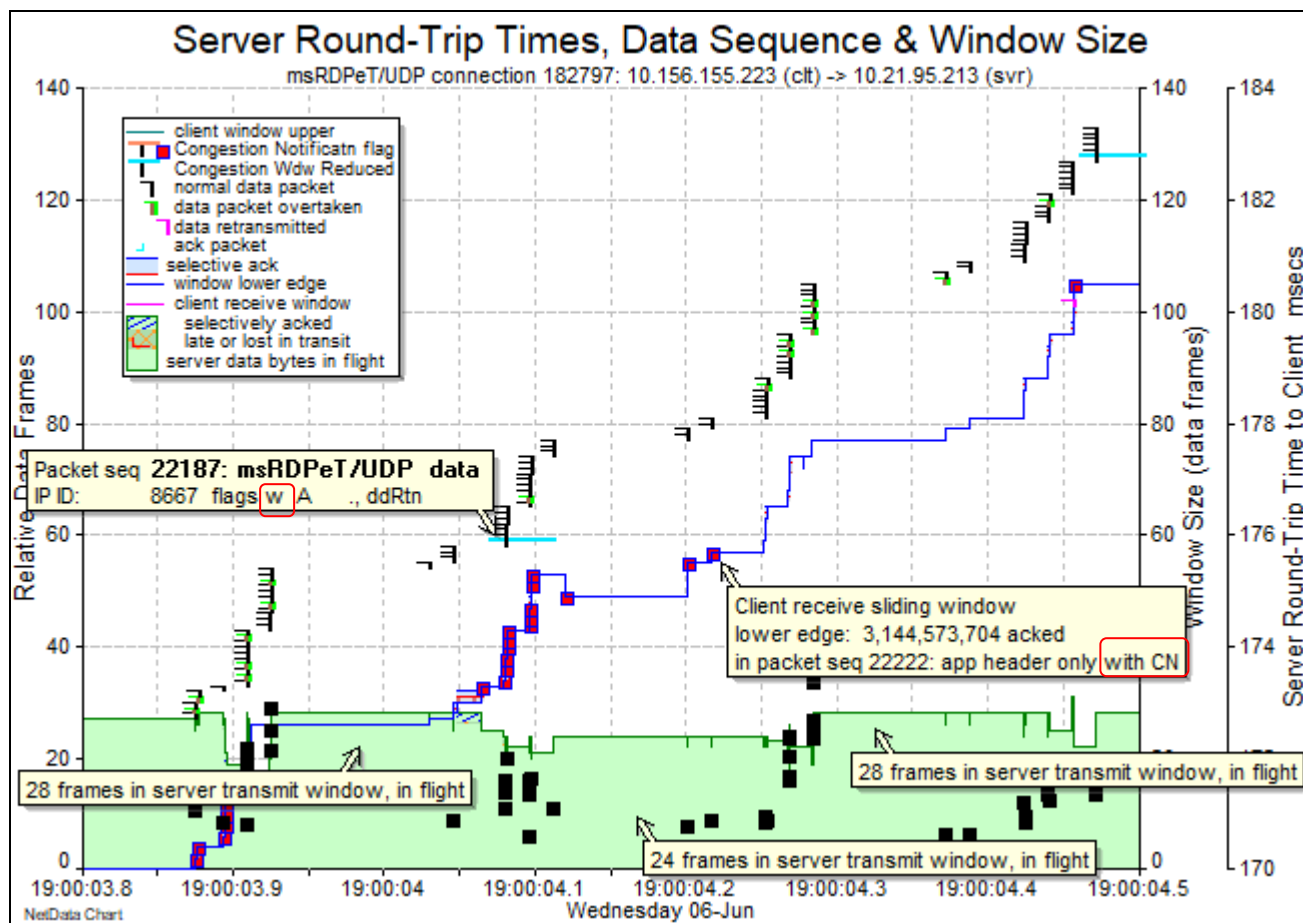 Server Round-Trip Times, Data Sequence & Window Size
msRDPeT/UDP connection 182797: 10.156.155.223 (clt) -> 10.21.95.213 (svr)
140
120
100
80
60
40
20
0
Relative Data Frames
client window upper
Congestion Notificatn flag
Congestion Wdw Reduced
normal data packet
data packet overtaken
data retransmitted
ack packet
selective ack
window lower edge
client receive window
selectively acked
late or lost in transit
server data bytes in flight
Packet seq 22187: msRDPeT/UDP data
IP ID: 8667 flags w A ., ddRtn
Client receive sliding window
lower edge: 3,144,573,704 acked
in packet seq 22222: app header only with CN
28 frames in server transmit window, in flight
28 frames in server transmit window, in flight
24 frames in server transmit window, in flight
140
120
100
80
60
40
0
Window Size (data frames)
184
182
180
178
176
174
170
Server Round-Trip Time to Client msecs
19:00:03.8 19:00:03.9 19:00:04 19:00:04.1 19:00:04.2 19:00:04.3 19:00:04.4 19:00:04.5
Wednesday 06-Jun
NetData Chart